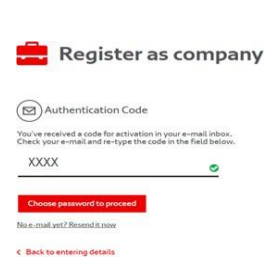 Register as company
Authentication Code
You've received a code for activation in your e-mail inbox.
Check your e-mail and re-type the code in the field below.
XXXX
Choose password to proceed
No e-mail yet? Resend it now
Back to entering details